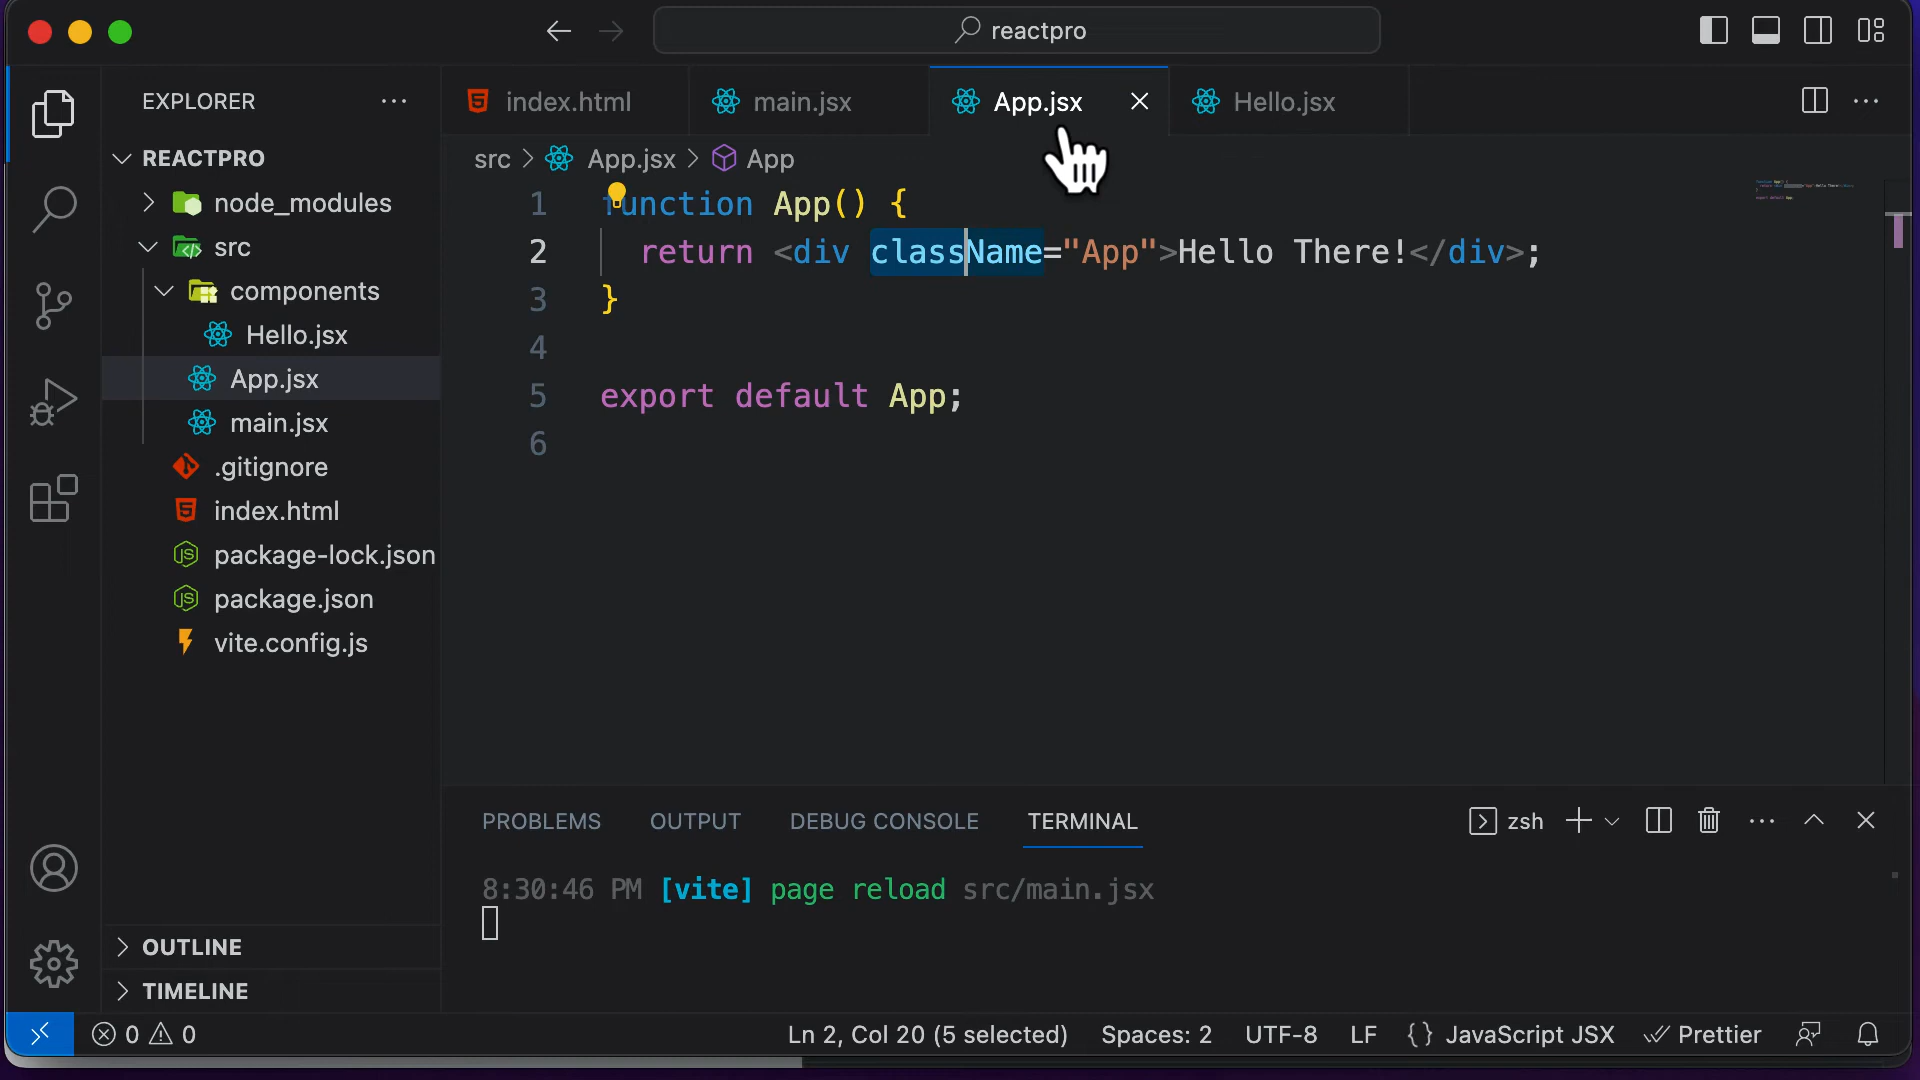 reactpro
EXPLORER
index.html
main.jsx
App.jsx
Hello.jsx
REACTPRO
node_modules
src
components
Hello.jsx
App.jsx
main.jsx
.gitignore
index.html
package-lock.json
package.json
vite.config.js
OUTLINE
TIMELINE
src > App.jsx > App
1 function App() {
2 return <div className="App">Hello There!</div>;
3 }
4
5 export default App;
6
PROBLEMS OUTPUT DEBUG CONSOLE TERMINAL
zsh
8:30:46 PM [vite] page reload src/main.jsx
0 0 Ln 2, Col 20 (5 selected) Spaces: 2 UTF-8 LF {} JavaScript JSX Prettier